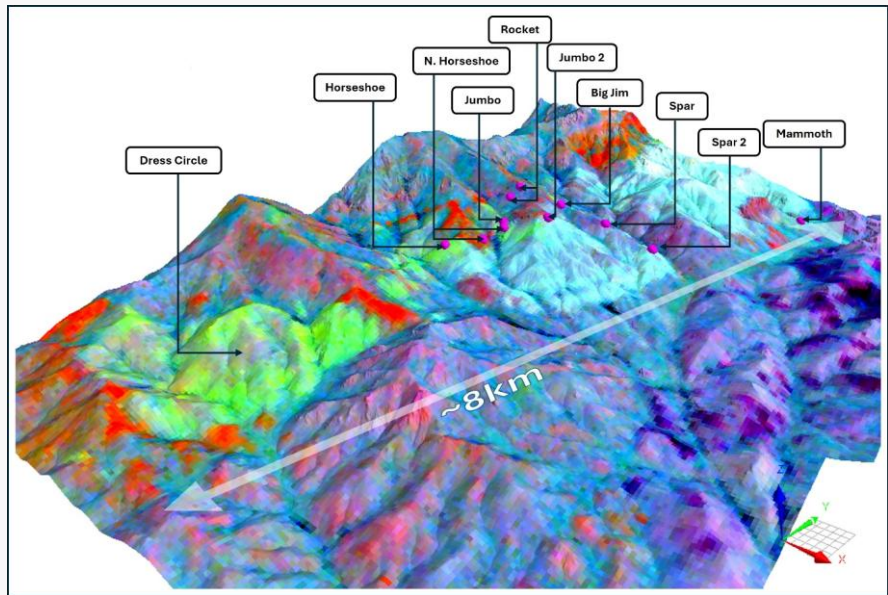 Rocket
N. Horseshoe
Jumbo 2
Horseshoe
Jumbo
Big Jim
Spar
Dress Circle
Spar 2
Mammoth
~8km
Z
Y
X